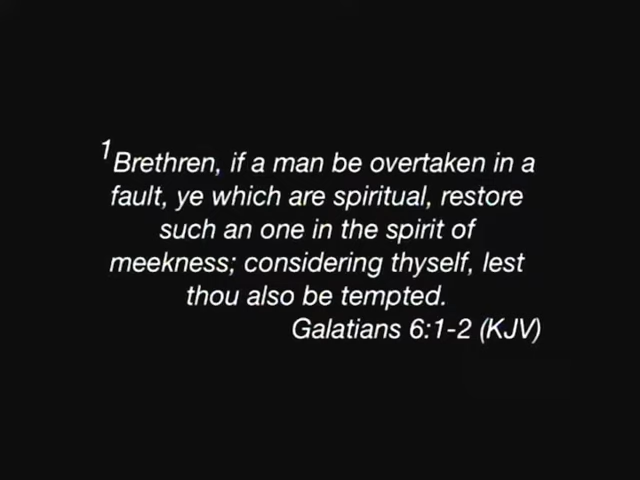 1Brethren, if a man be overtaken in a
fault, ye which are spiritual, restore
such an one in the spirit of
meekness; considering thyself, lest
thou also be tempted.
Galatians 6:1-2 (KJV)